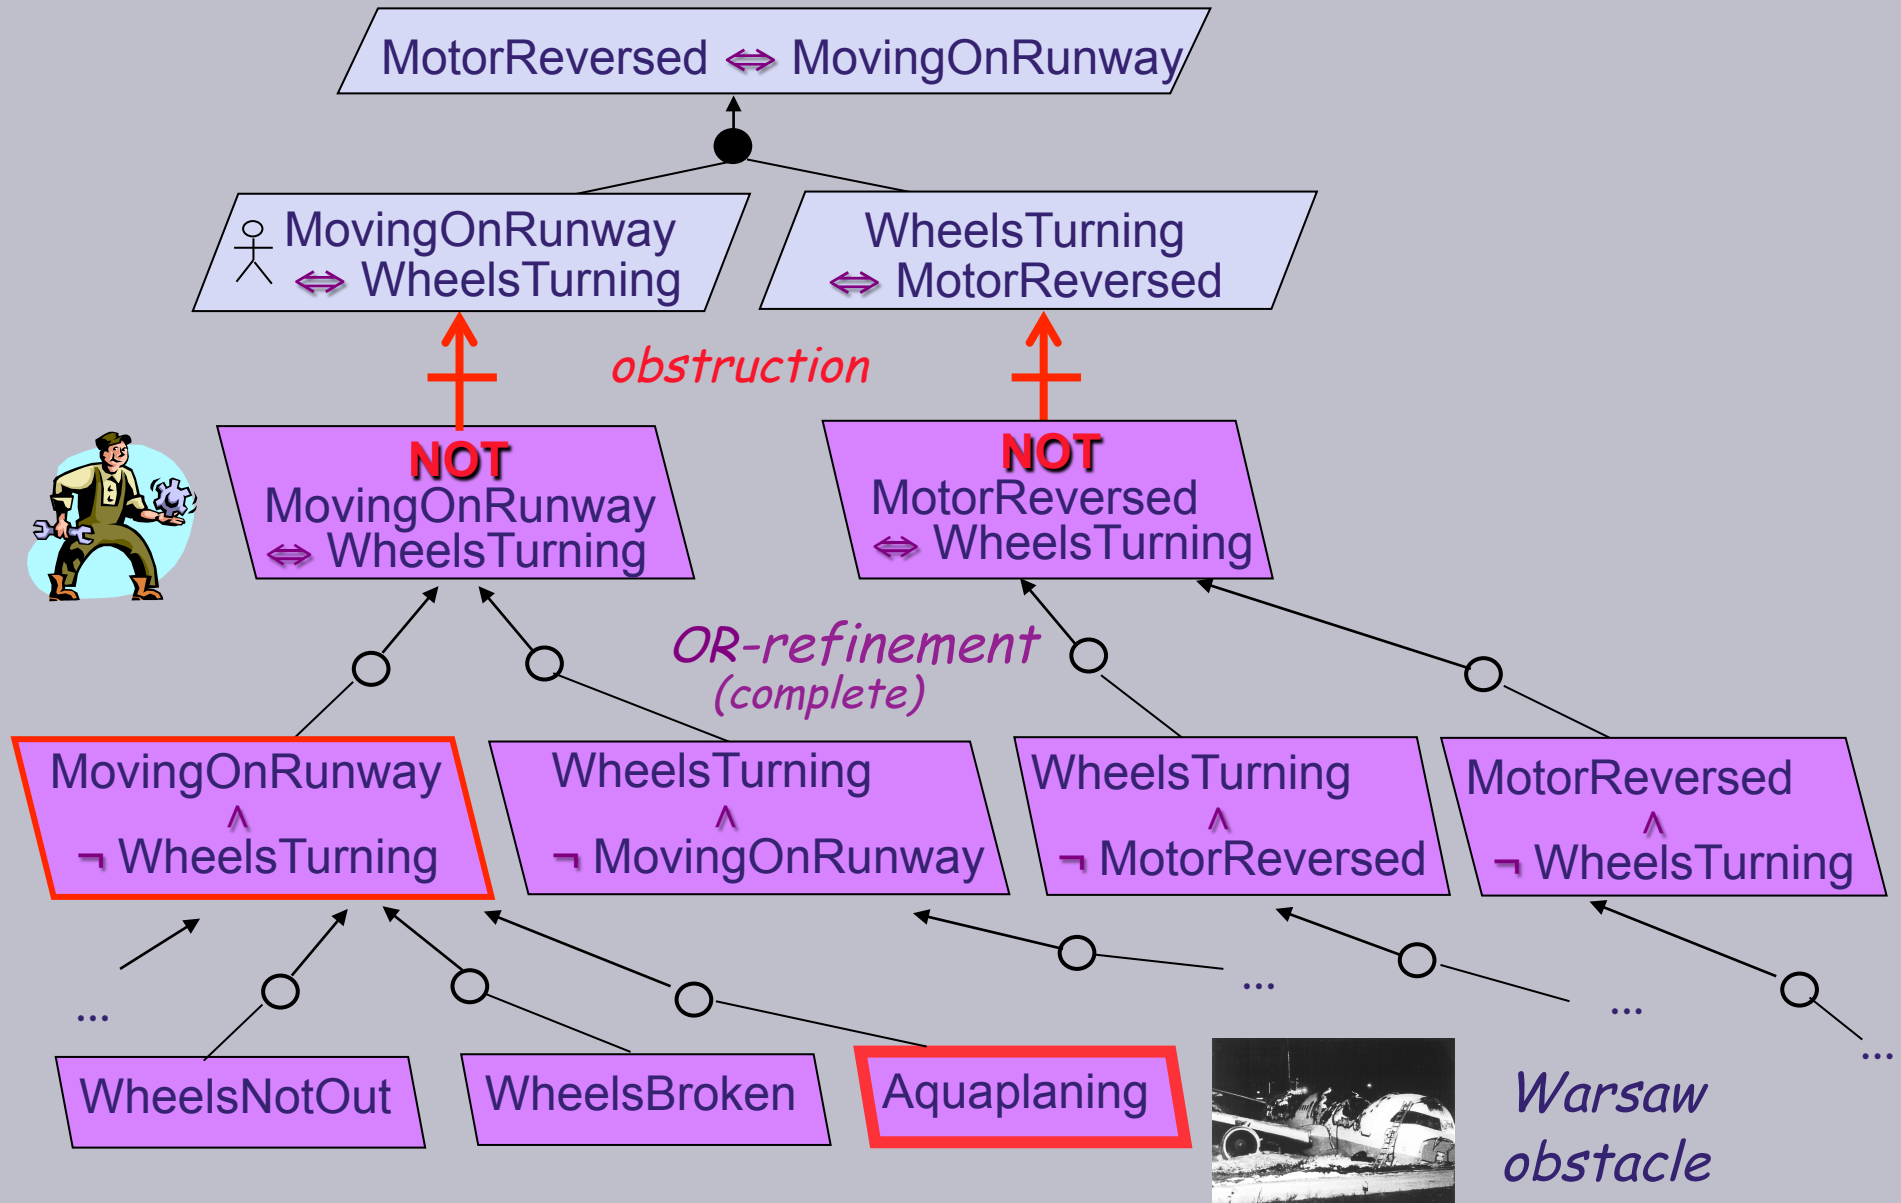 MotorReversed ⇔ MovingOnRunway
MovingOnRunway
⇔ WheelsTurning
WheelsTurning
⇔ MotorReversed
obstruction
NOT
MovingOnRunway
⇔ WheelsTurning
NOT
MotorReversed
⇔ WheelsTurning
OR-refinement
(complete)
MovingOnRunway
∧
¬ WheelsTurning
WheelsTurning
∧
¬ MovingOnRunway
WheelsTurning
∧
¬ MotorReversed
MotorReversed
∧
¬ WheelsTurning
...
...
...
...
WheelsNotOut
WheelsBroken
Aquaplaning
Warsaw
obstacle